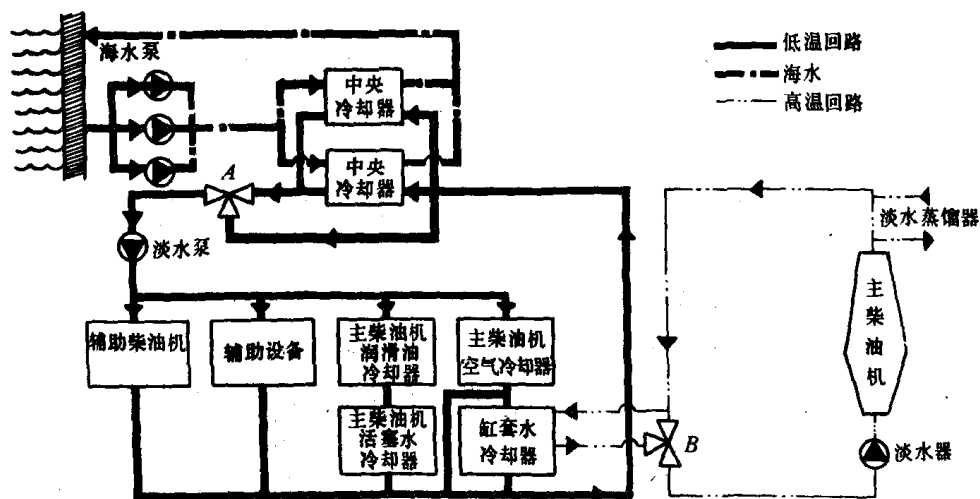 海水泵
中央
冷却器
中央
冷却器
低温回路
海水
高温回路
A
淡水泵
淡水蒸馏器
主柴油机
辅助柴油机
辅助设备
主柴油机
润滑油
冷却器
主柴油机
空气冷却器
主柴油机
活塞水
冷却器
缸套水
冷却器
B
淡水器